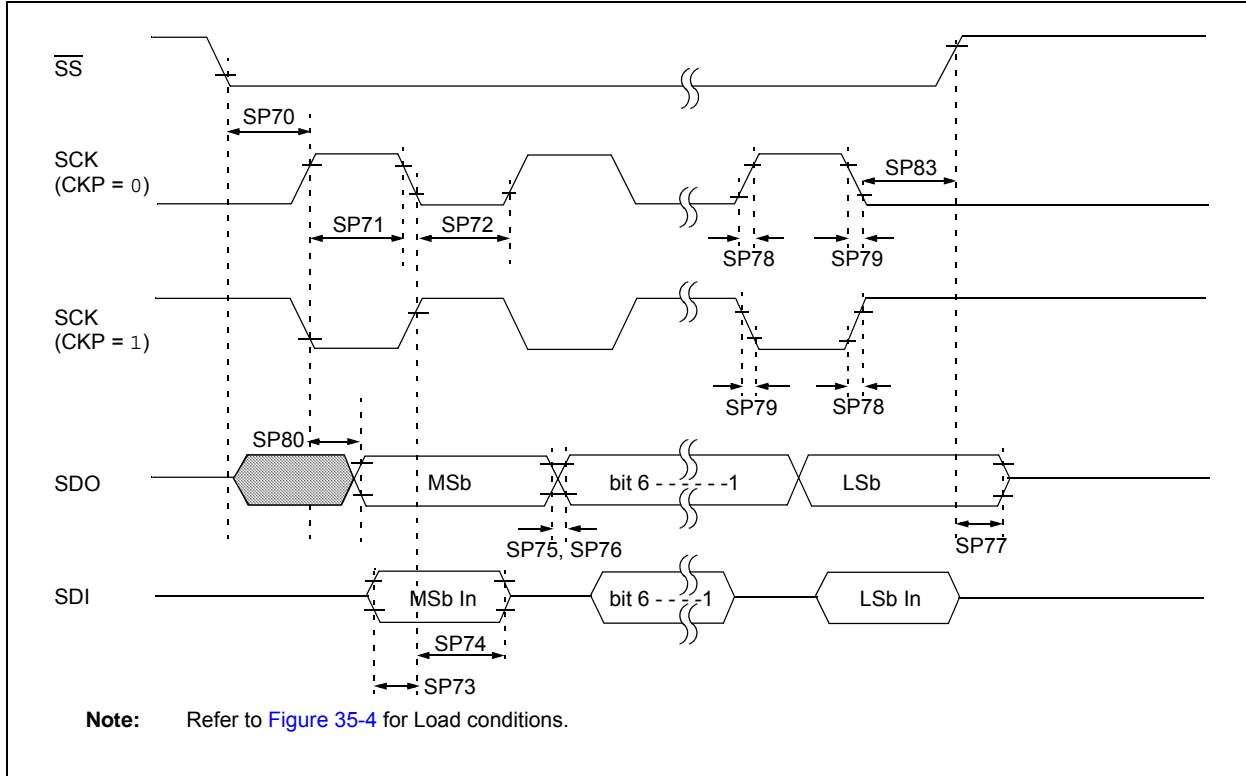 SS
SP70
SCK
(CKP = 0)
SP83
SP71
SP72
SP78
SP79
SCK
(CKP = 1)
SP79
SP78
SP80
SDO
MSb
bit 6 - - - - - -1
LSb
SP75, SP76
SP77
SDI
MSb In
bit 6 - - - -1
LSb In
SP74
SP73
Note: Refer to Figure 35-4 for Load conditions.